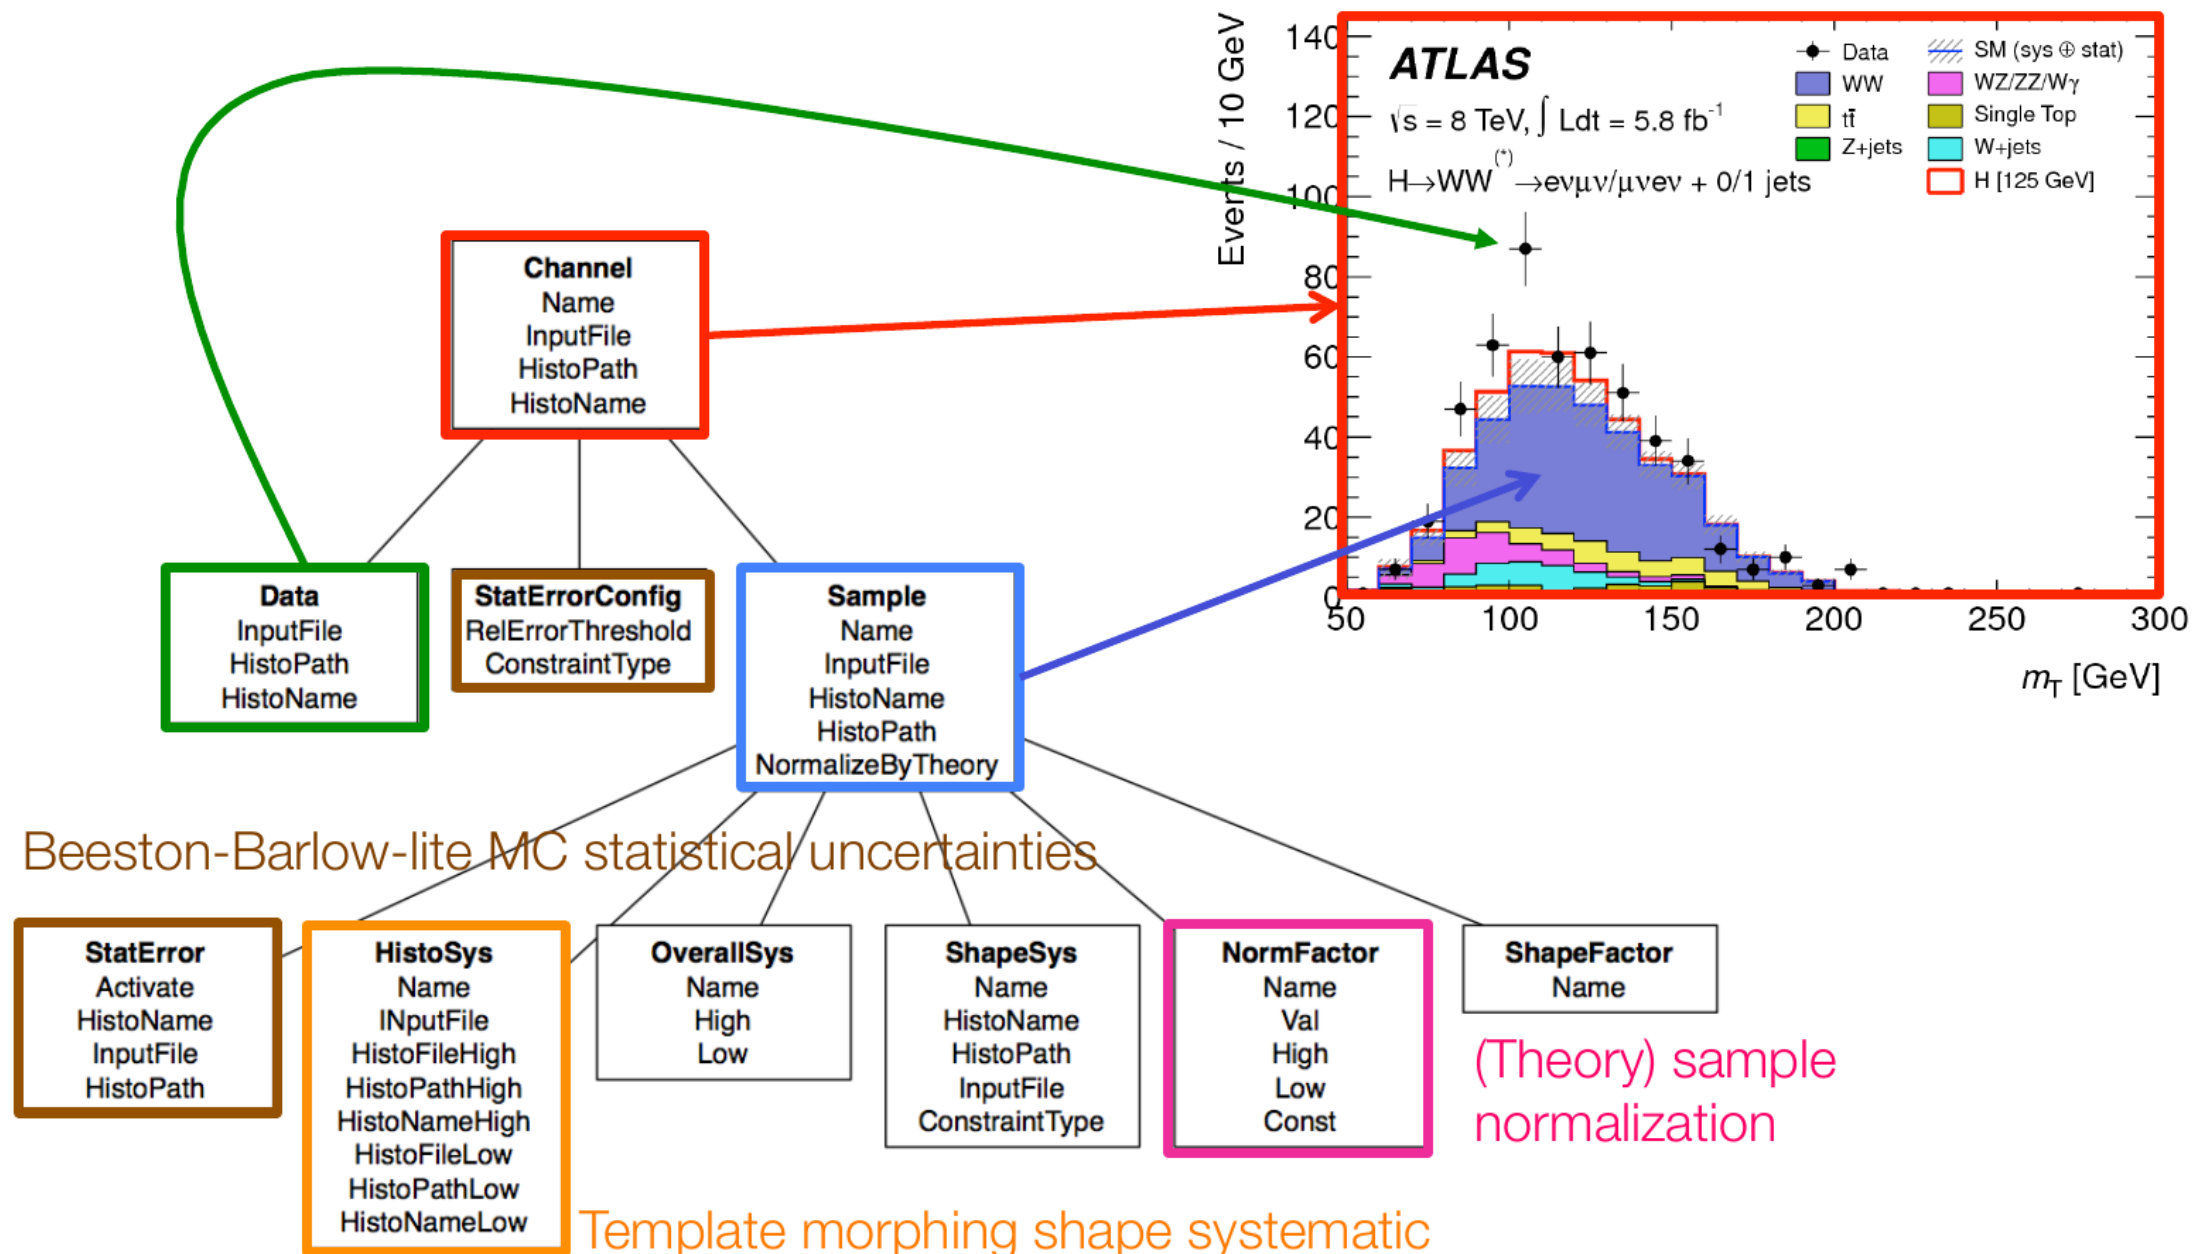 Events / 10 GeV
140
120
100
80
60
40
20
0
50 100 150 200 250 300
m_T [GeV]
ATLAS
√s = 8 TeV, ∫ Ldt = 5.8 fb⁻¹
H→WW(*)→eνμν/μνeν + 0/1 jets
Data SM (sys ⊕ stat)
WW WZ/ZZ/Wγ
tt̄ Single Top
Z+jets W+jets
H [125 GeV]
Channel
Name
InputFile
HistoPath
HistoName
Data
InputFile
HistoPath
HistoName
StatErrorConfig
RelErrorThreshold
ConstraintType
Sample
Name
InputFile
HistoName
HistoPath
NormalizeByTheory
Beeston-Barlow-lite MC statistical uncertainties
StatError
Activate
HistoName
InputFile
HistoPath
HistoSys
Name
INputFile
HistoFileHigh
HistoPathHigh
HistoNameHigh
HistoFileLow
HistoPathLow
HistoNameLow
OverallSys
Name
High
Low
ShapeSys
Name
HistoName
HistoPath
InputFile
ConstraintType
NormFactor
Name
Val
High
Low
Const
ShapeFactor
Name
(Theory) sample
normalization
Template morphing shape systematic